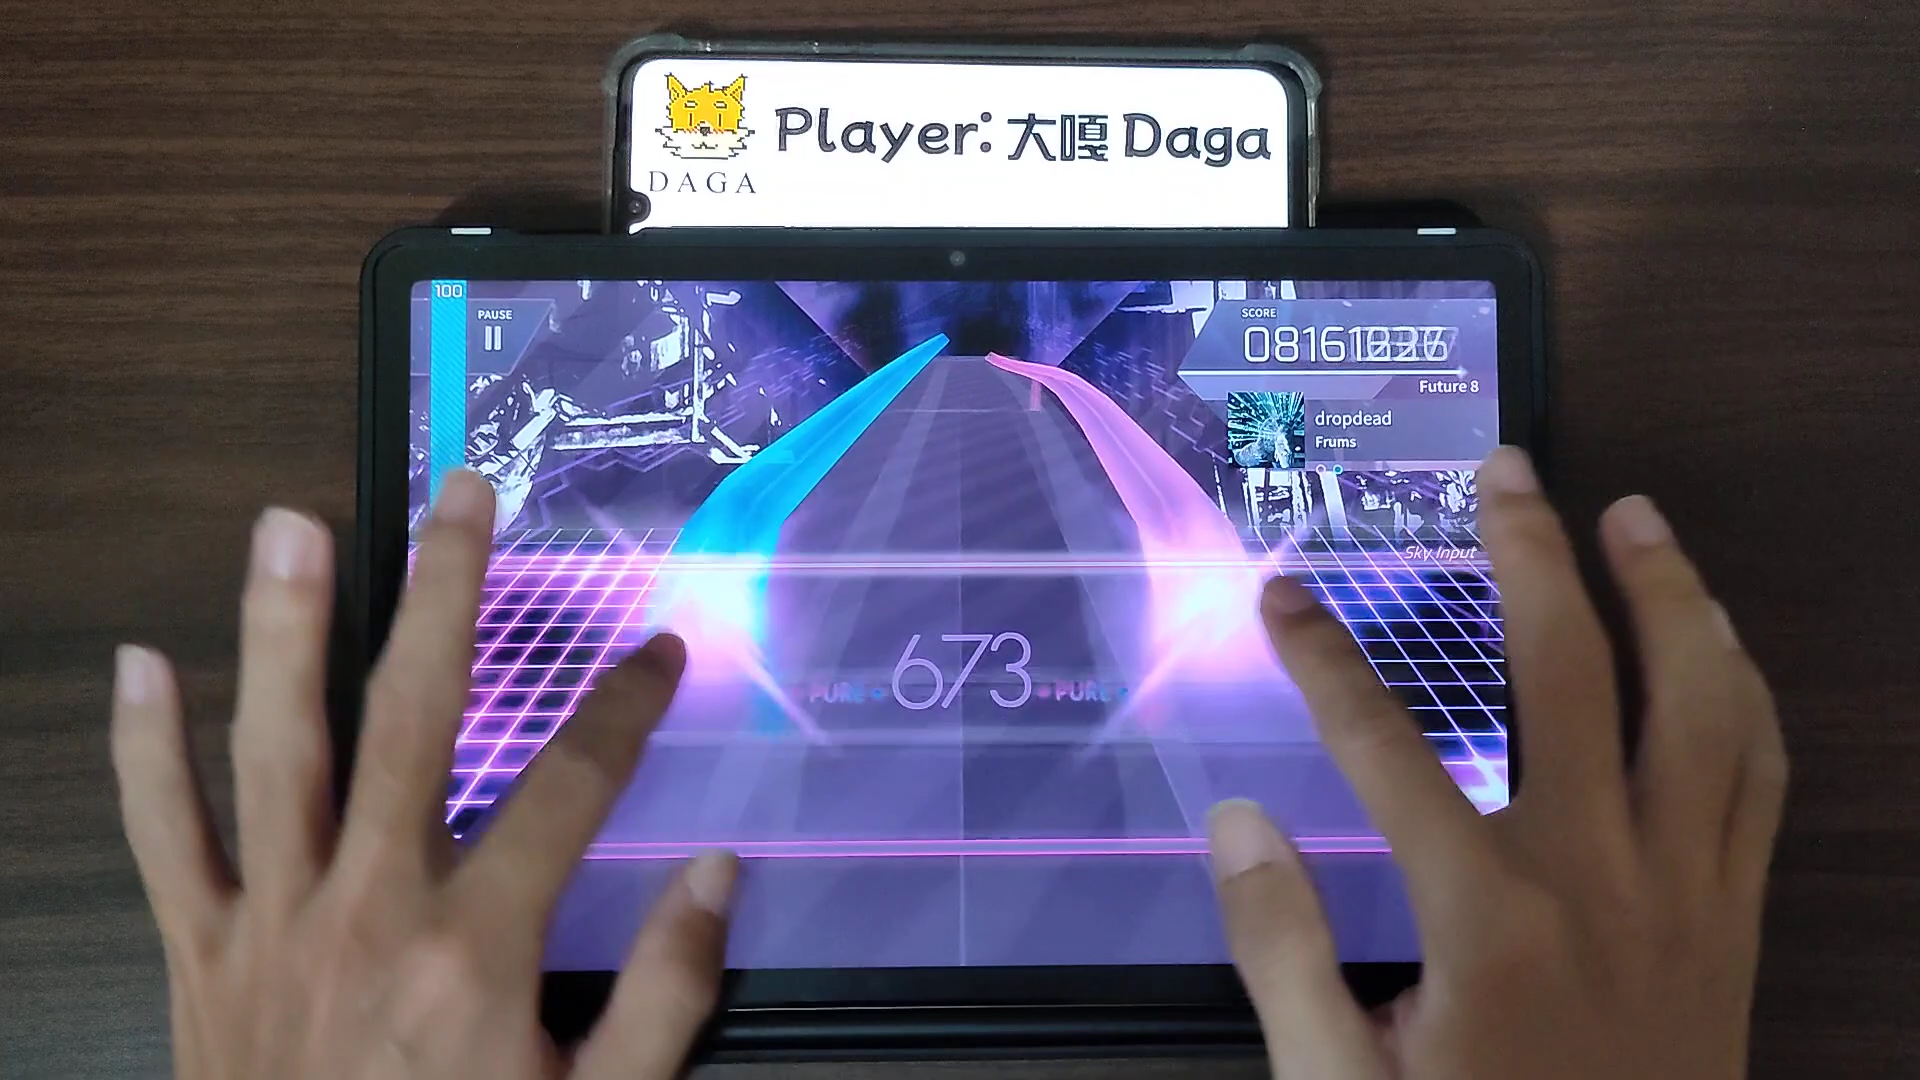 Player: 大嘎 Daga
DAGA
100
PAUSE
SCORE
Future 8
dropdead
Frums
Sky Input
673
PURE
PURE